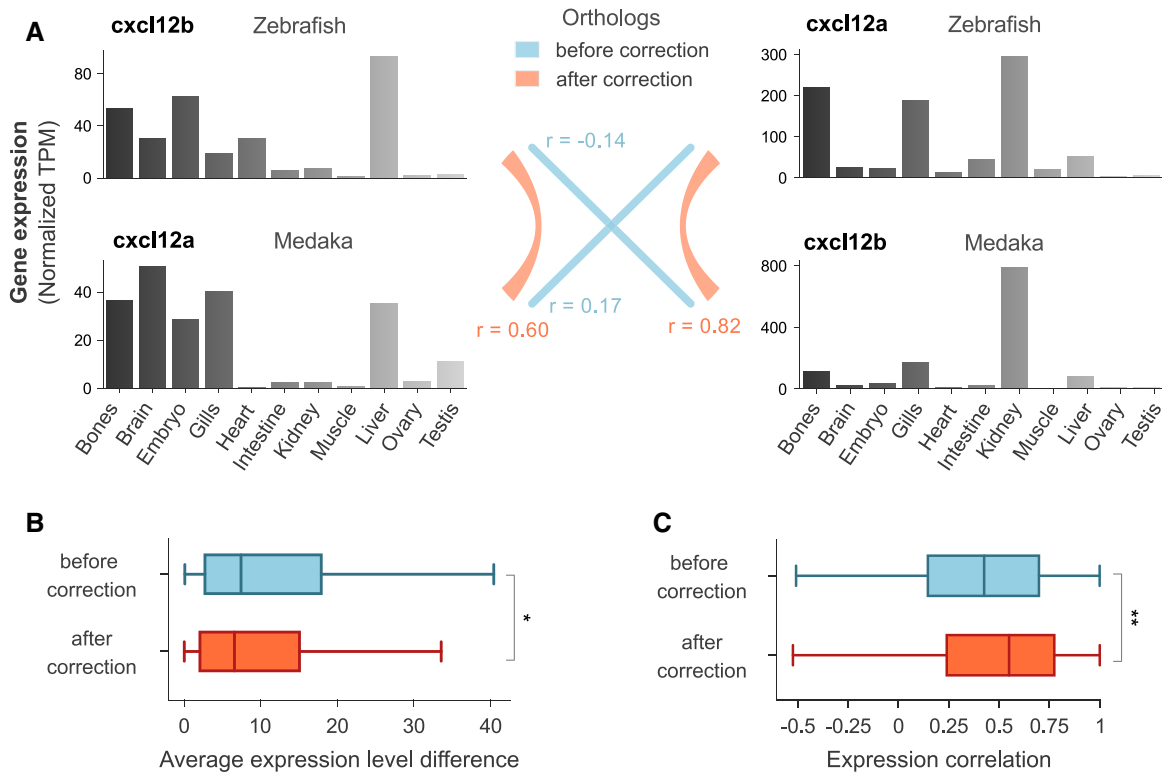 A
cxcl12b Zebrafish
Orthologs
before correction
after correction
cxcl12a Zebrafish
Gene expression
(Normalized TPM)
80
40
0
300
200
100
0
r = -0.14
r = 0.17
r = 0.60
r = 0.82
cxcl12a Medaka
40
20
0
Bones
Brain
Embryo
Gills
Heart
Intestine
Kidney
Muscle
Liver
Ovary
Testis
cxcl12b Medaka
800
400
0
Bones
Brain
Embryo
Gills
Heart
Intestine
Kidney
Muscle
Liver
Ovary
Testis
B
before
correction
after
correction
*
0 10 20 30 40
Average expression level difference
C
before
correction
after
correction
**
-0.5 -0.25 0 0.25 0.5 0.75 1
Expression correlation